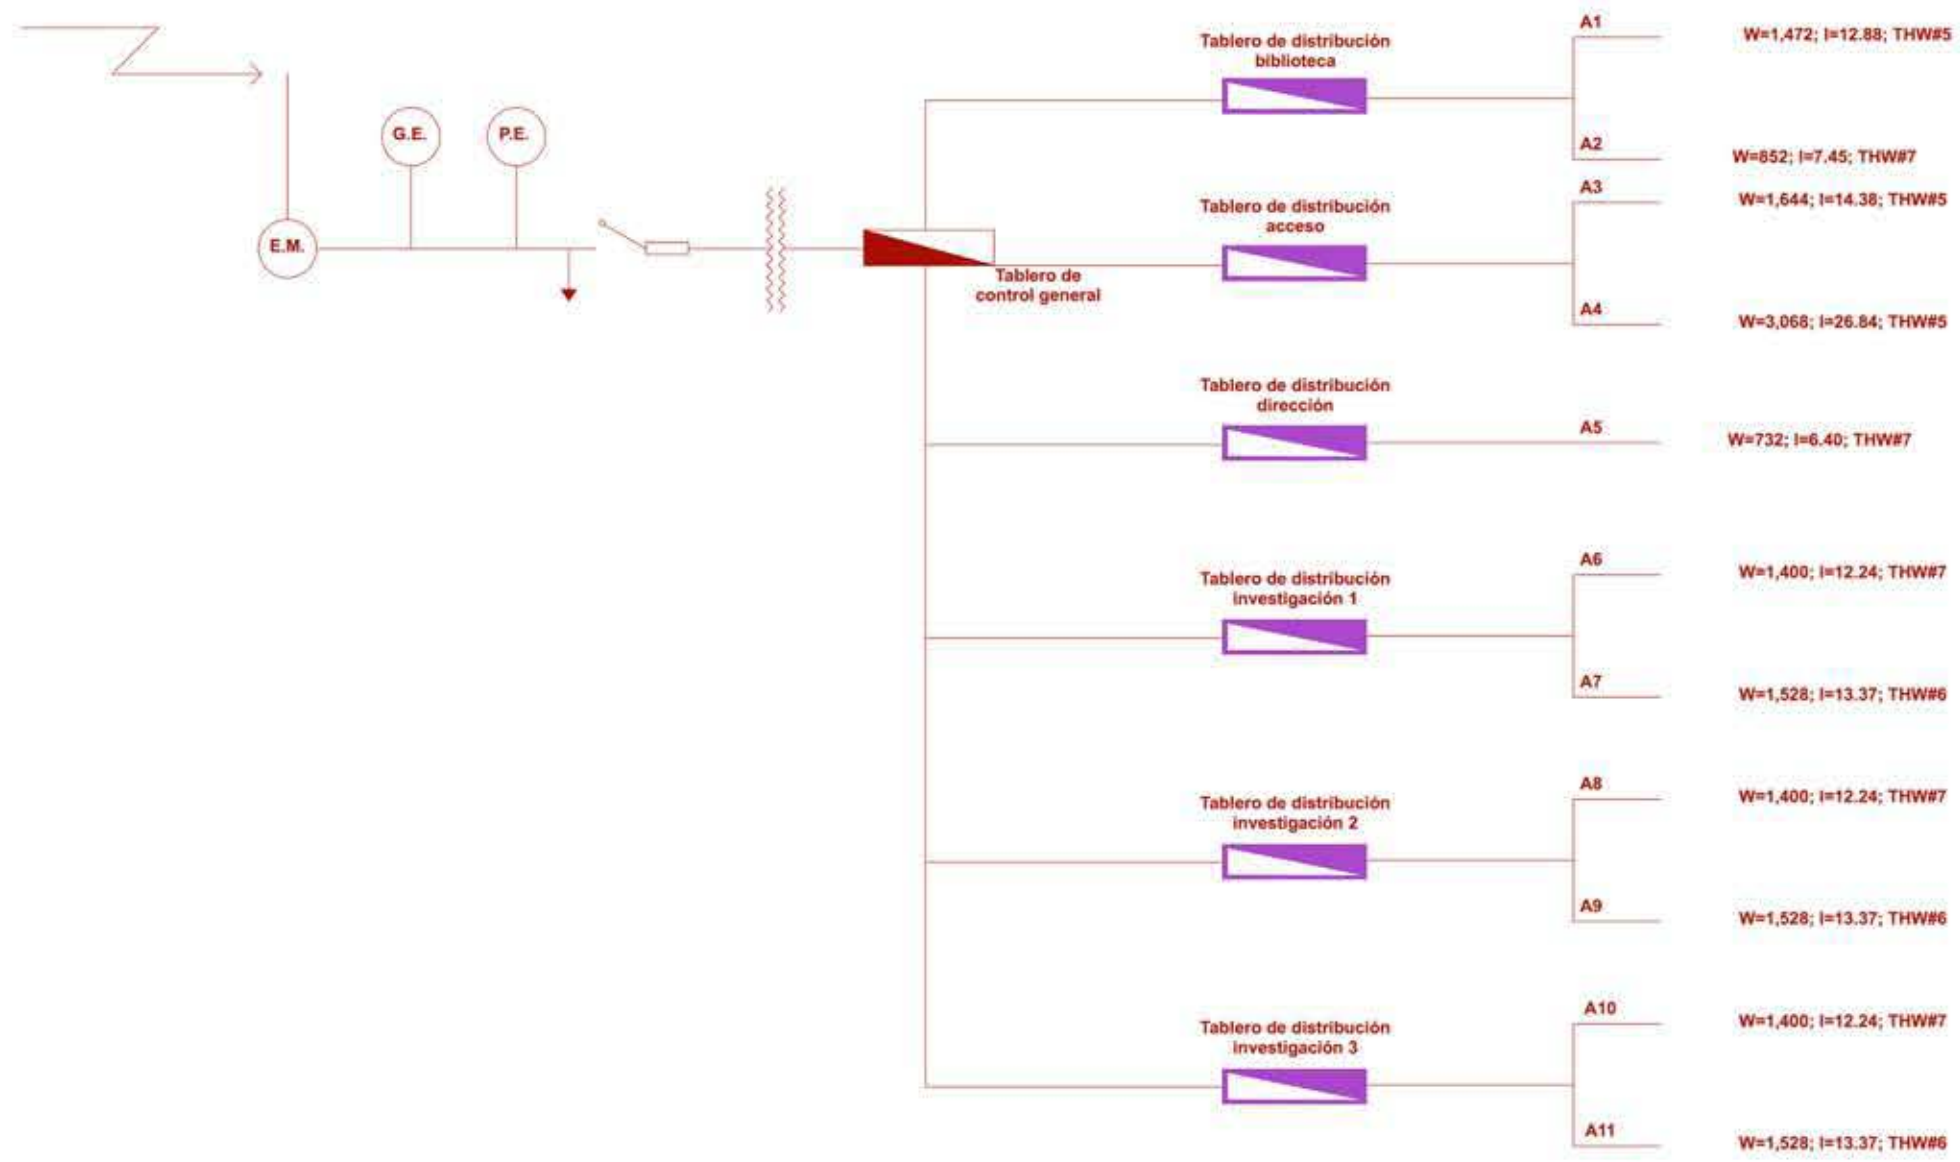 G.E.
P.E.
E.M.
Tablero de
control general
Tablero de distribución
biblioteca
A1
W=1,472; I=12.88; THW#5
A2
W=852; I=7.45; THW#7
Tablero de distribución
acceso
A3
W=1,644; I=14.38; THW#5
A4
W=3,068; I=26.84; THW#5
Tablero de distribución
dirección
A5
W=732; I=6.40; THW#7
Tablero de distribución
investigación 1
A6
W=1,400; I=12.24; THW#7
A7
W=1,528; I=13.37; THW#6
Tablero de distribución
investigación 2
A8
W=1,400; I=12.24; THW#7
A9
W=1,528; I=13.37; THW#6
Tablero de distribución
investigación 3
A10
W=1,400; I=12.24; THW#7
A11
W=1,528; I=13.37; THW#6